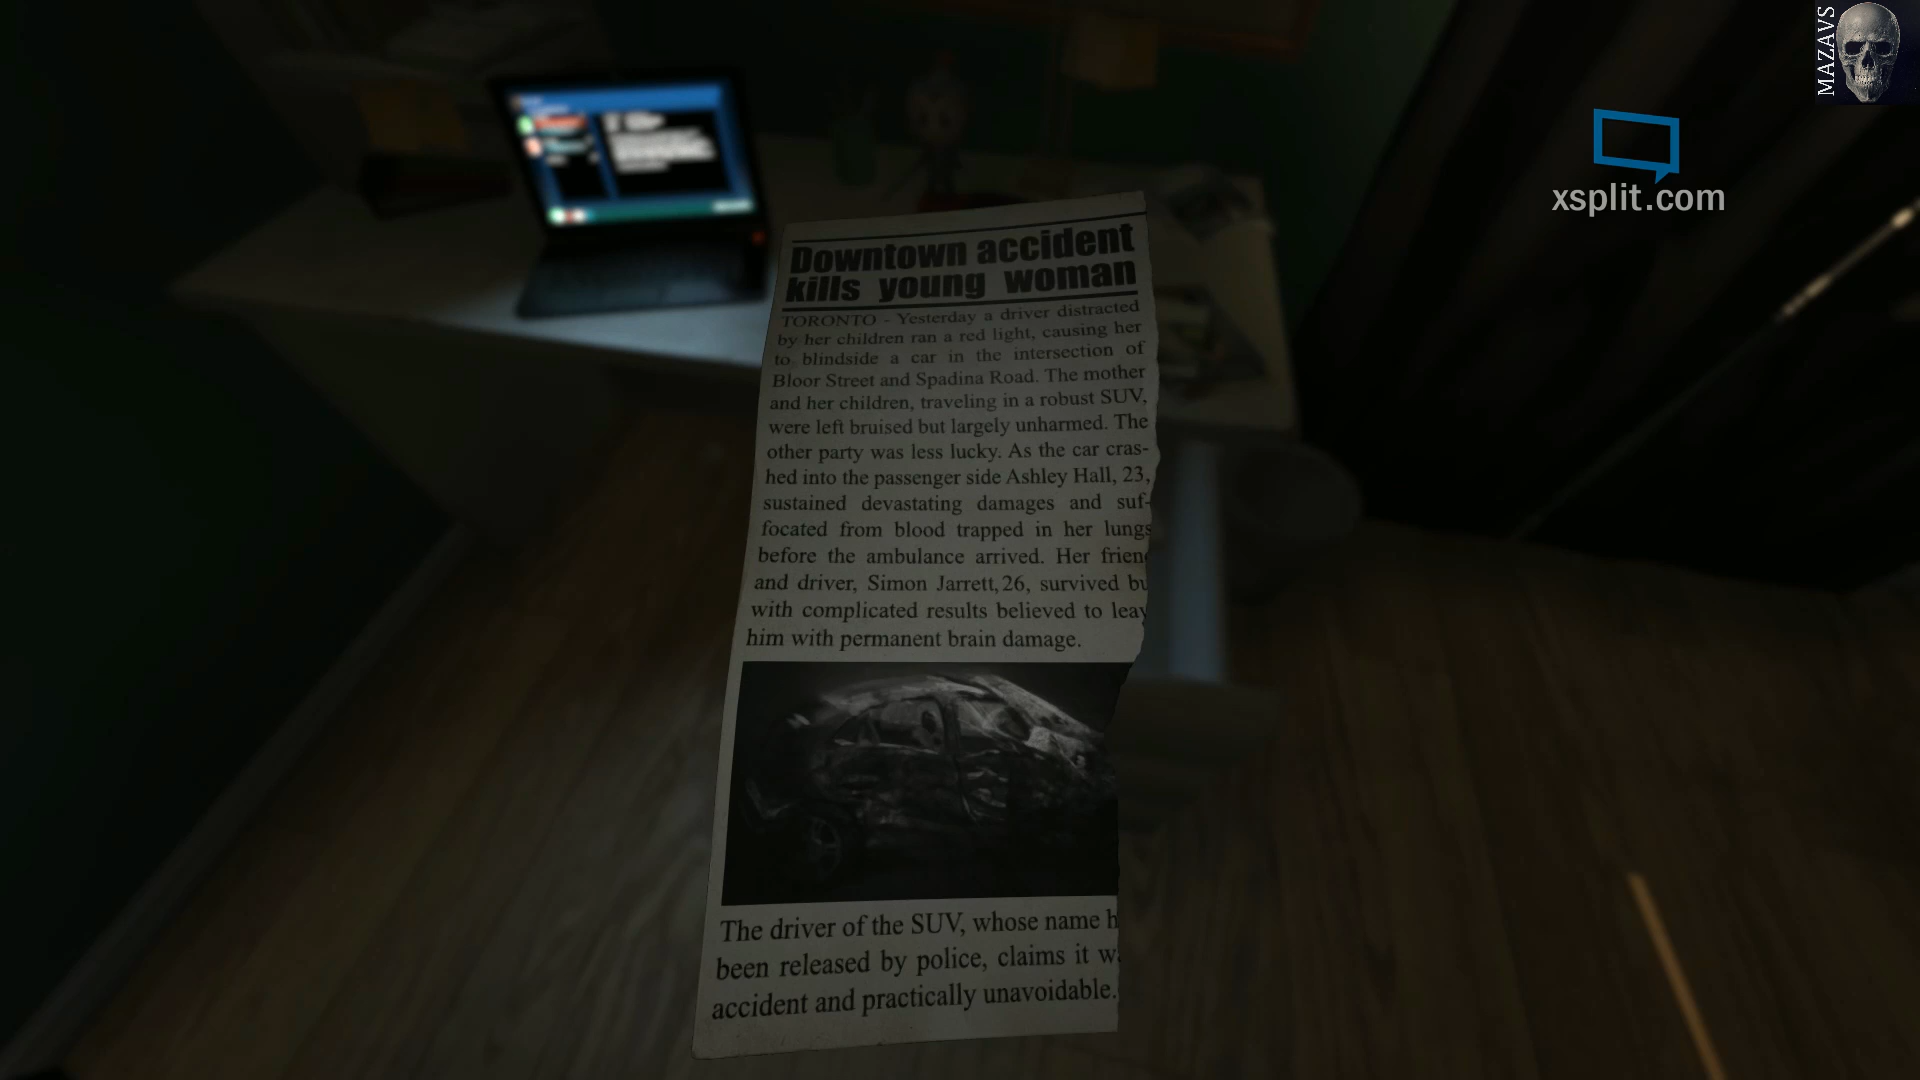 MAZAVS
xsplit.com
Downtown accident
kills young woman
TORONTO - Yesterday a driver distracted
by her children ran a red light, causing her
to blindside a car in the intersection of
Bloor Street and Spadina Road. The mother
and her children, traveling in a robust SUV,
were left bruised but largely unharmed. The
other party was less lucky. As the car cras-
hed into the passenger side Ashley Hall, 23,
sustained devastating damages and suf-
focated from blood trapped in her lungs
before the ambulance arrived. Her frien
and driver, Simon Jarrett, 26, survived bu
with complicated results believed to leav
him with permanent brain damage.
The driver of the SUV, whose name h
been released by police, claims it w
accident and practically unavoidable.